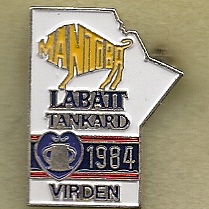 MANITOBA
LABATT
TANKARD
1984
VIRDEN